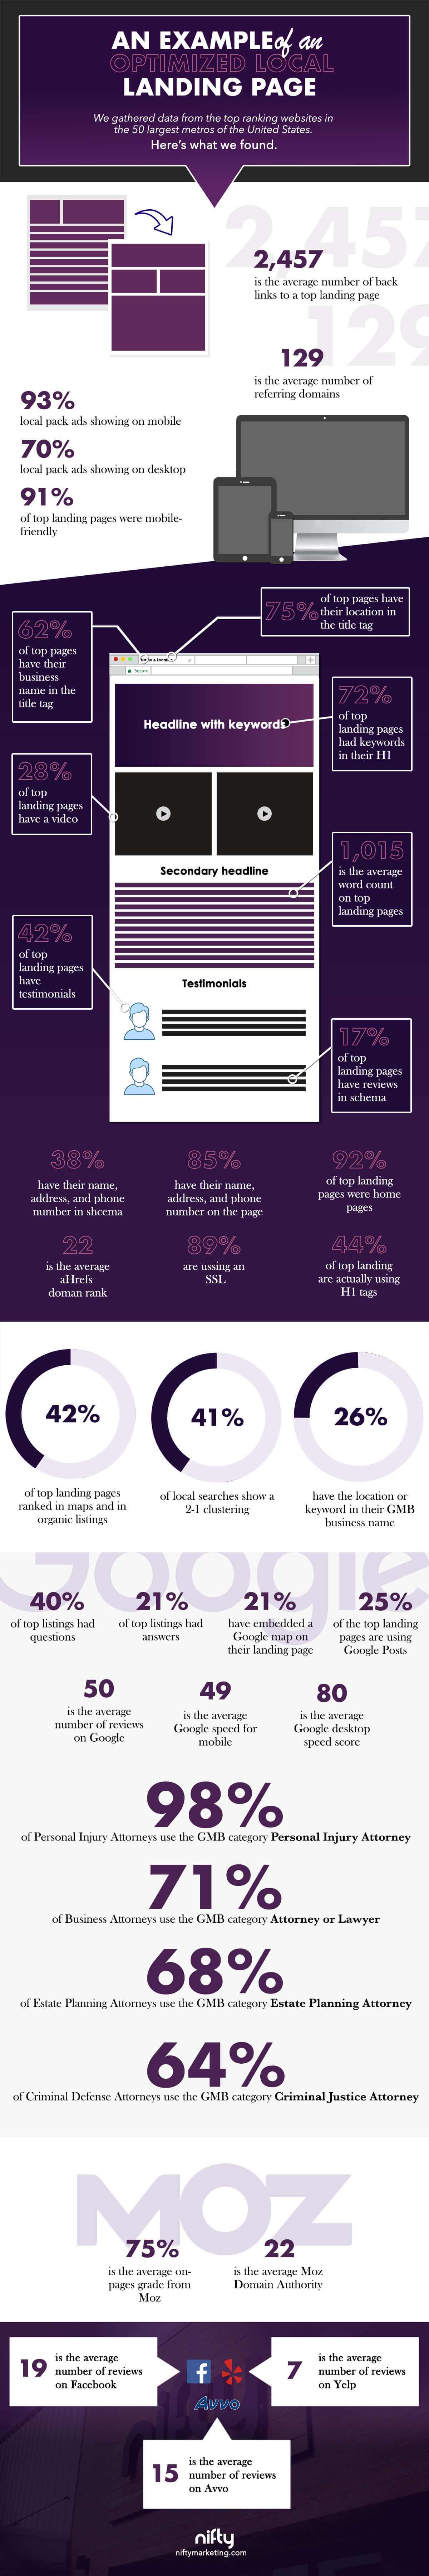 AN EXAMPLE of an
OPTIMIZED LOCAL
LANDING PAGE
We gathered data from the top ranking websites in
the 50 largest metros of the United States.
Here's what we found.
2,457
129
2,457
is the average number of back
links to a top landing page
129
is the average number of
referring domains
93%
local pack ads showing on mobile
70%
local pack ads showing on desktop
91%
of top landing pages were mobile-
friendly
75%
of top pages have
their location in
the title tag
62%
of top pages
have their
business
name in the
title tag
Secure
72%
of top
landing pages
had keywords
in their H1
Headline with keywords
28%
of top
landing pages
have a video
1,015
is the average
word count
on top
landing pages
Secondary headline
42%
of top
landing pages
have
testimonials
Testimonials
17%
of top
landing pages
have reviews
in schema
38%
have their name,
address, and phone
number in shcema
85%
have their name,
address, and phone
number on the page
92%
of top landing
pages were home
pages
22
is the average
aHrefs
doman rank
89%
are ussing an
SSL
44%
of top landing
are actually using
H1 tags
42%
of top landing pages
ranked in maps and in
organic listings
41%
of local searches show a
2-1 clustering
26%
have the location or
keyword in their GMB
business name
Google
40%
of top listings had
questions
21%
of top listings had
answers
21%
have embedded a
Google map on
their landing page
25%
of the top landing
pages are using
Google Posts
50
is the average
number of reviews
on Google
49
is the average
Google speed for
mobile
80
is the average
Google desktop
speed score
98%
of Personal Injury Attorneys use the GMB category Personal Injury Attorney
71%
of Business Attorneys use the GMB category Attorney or Lawyer
68%
of Estate Planning Attorneys use the GMB category Estate Planning Attorney
64%
of Criminal Defense Attorneys use the GMB category Criminal Justice Attorney
MOZ
75%
is the average on-
pages grade from
Moz
22
is the average Moz
Domain Authority
19
is the average
number of reviews
on Facebook
f
Avvo
7
is the average
number of reviews
on Yelp
15
is the average
number of reviews
on Avvo
nifty
niftymarketing.com